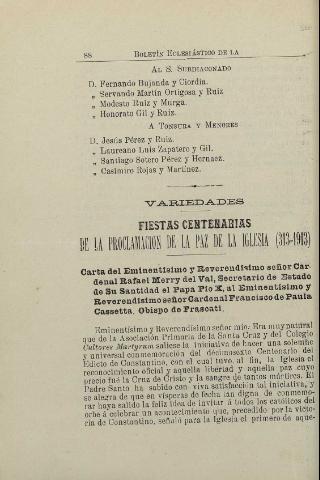 88 BOLETÍN ECLESIÁSTICO DE LA
AL S. SUBDIACONADO
D. Fernando Bujanda y Ciordia.
„ Servando Martín Ortigosa y Ruiz
„ Modesto Ruiz y Murga.
„ Honorato Gil y Ruiz.
A TONSURA Y MENORES
D. Jesús Pérez y Ruiz.
„ Laureano Luis Zapatero y Gil.
„ Santiago Sotero Pérez y Hernaez.
„ Casimiro Rojas y Martínez.
VARIEDADES
FIESTAS CENTENARIAS
DE LA PROCLAMACIÓN DE LA PAZ DE LA IGLESIA (313-1913)
Carta del Eminentísimo y Reverendísimo señor Car-
denal Rafael Merry del Val, Secretario de Estado
de Su Santidad el Papa Pío X, al Eminentísimo y
Reverendísimo señor Cardenal Francisco de Paula
Cassetta, Obispo de Frascati.
Eminentísimo y Reverendísimo señor mío: Era muy natural
que de la Asociación Primaria de la Santa Cruz y del Colegio
Cultores Martyrum saliese la iniciativa de hacer una solemne
y universal conmemoración del décimosexto Centenario del
Edicto de Constantino, con el cual tuvo, al fin, la Iglesia el
reconocimiento oficial y aquella libertad y aquella paz cuyo
precio fué la Cruz de Cristo y la sangre de tantos mártires. El
Padre Santo ha sabido con viva satisfacción tal iniciativa, y
se alegra de que en vísperas de fecha tan digna de conmemo-
rar haya salido la feliz idea de invitar á todos los católicos del
orbe á celebrar un acontecimiento que, precedido por la victo-
ria de Constantino, señaló para la Iglesia el primero de aque-